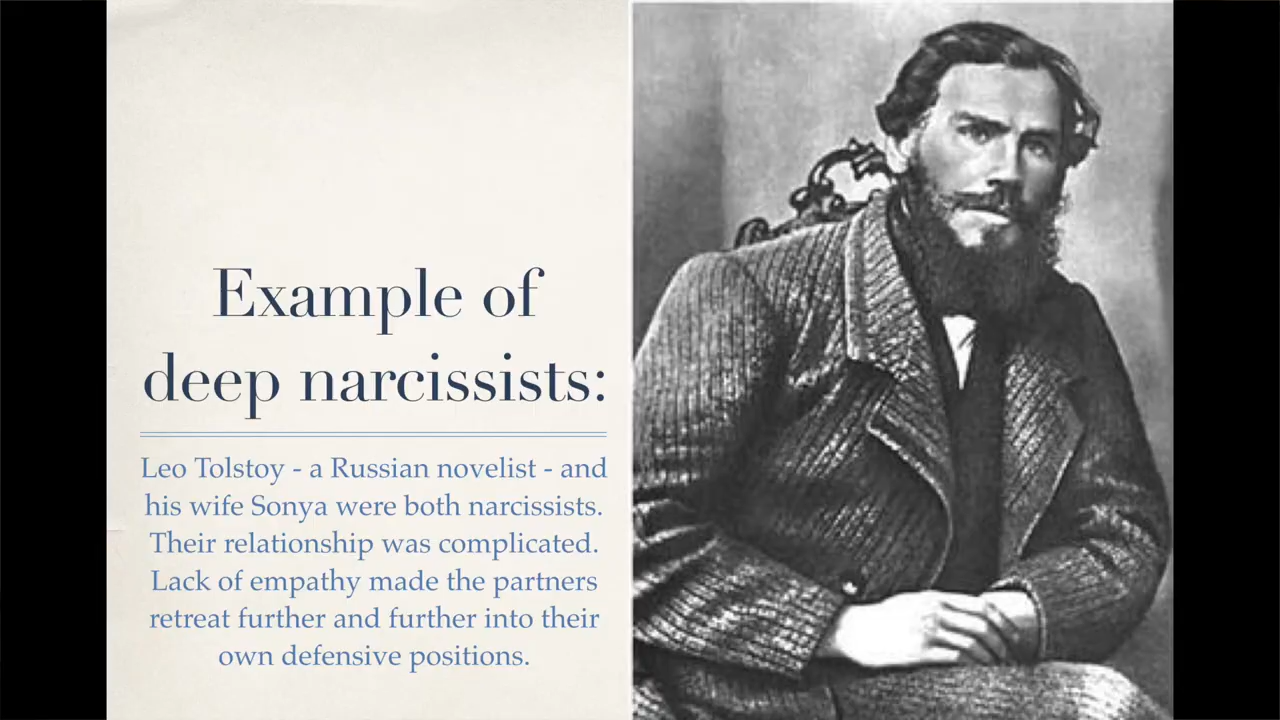 Example of
deep narcissists:
Leo Tolstoy - a Russian novelist - and
his wife Sonya were both narcissists.
Their relationship was complicated.
Lack of empathy made the partners
retreat further and further into their
own defensive positions.